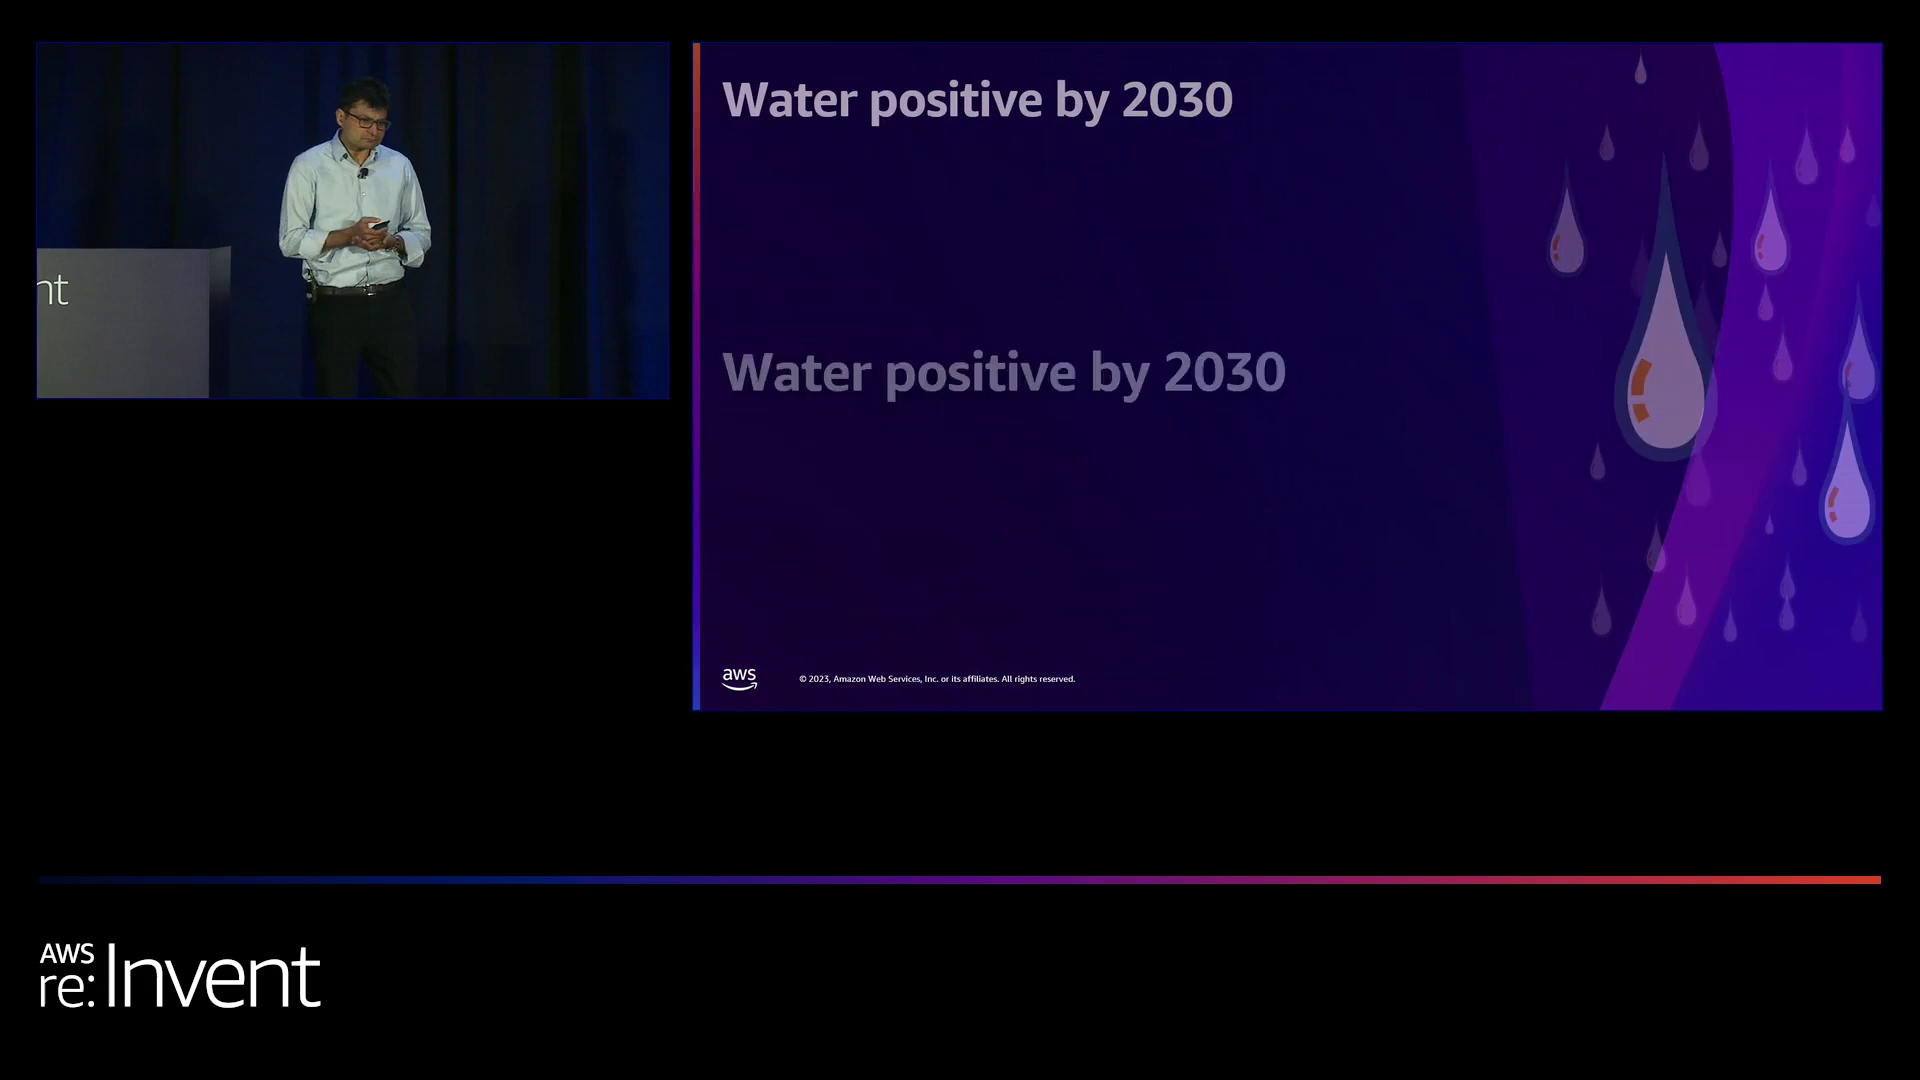 nt
Water positive by 2030
Water positive by 2030
aws
© 2023, Amazon Web Services, Inc. or its affiliates. All rights reserved.
AWS
re:Invent